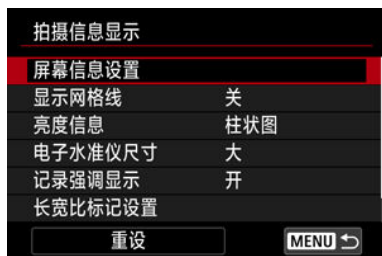 拍摄信息显示
屏幕信息设置
显示网格线 关
亮度信息 柱状图
电子水准仪尺寸 大
记录强调显示 开
长宽比标记设置
重设 MENU